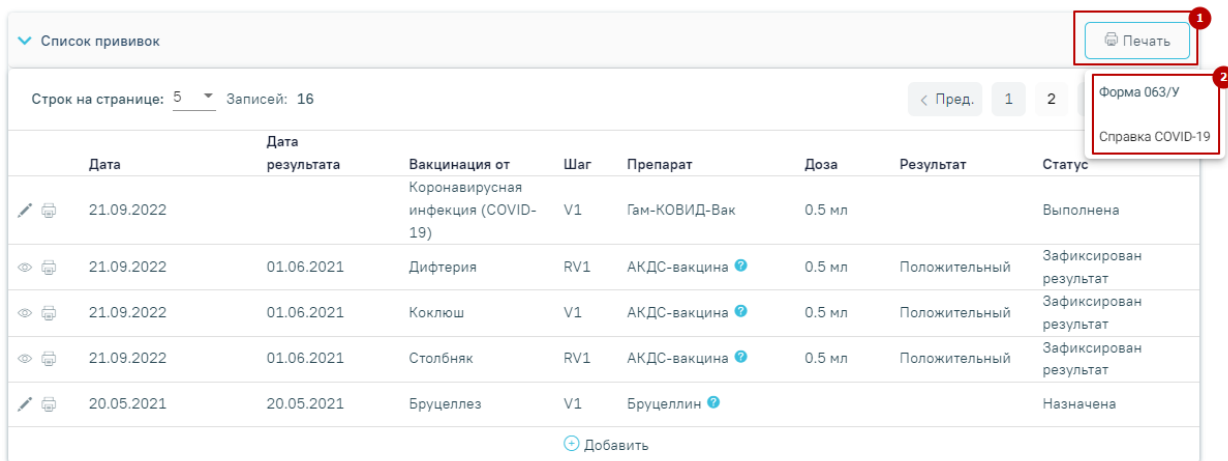 1
Список прививок
Печать
2
Строк на странице: 5 Записей: 16
< Пред. 1 2
Форма 063/У
Справка COVID-19
Дата
Дата результата
Вакцинация от
Шаг
Препарат
Доза
Результат
Статус
21.09.2022
Коронавирусная
инфекция (COVID-
19)
V1
Гам-КОВИД-Вак
0.5 мл
Выполнена
21.09.2022
01.06.2021
Дифтерия
RV1
АКДС-вакцина ?
0.5 мл
Положительный
Зафиксирован
результат
21.09.2022
01.06.2021
Коклюш
V1
АКДС-вакцина ?
0.5 мл
Положительный
Зафиксирован
результат
21.09.2022
01.06.2021
Столбняк
RV1
АКДС-вакцина ?
0.5 мл
Положительный
Зафиксирован
результат
20.05.2021
20.05.2021
Бруцеллез
V1
Бруцеллин ?
Назначена
Добавить